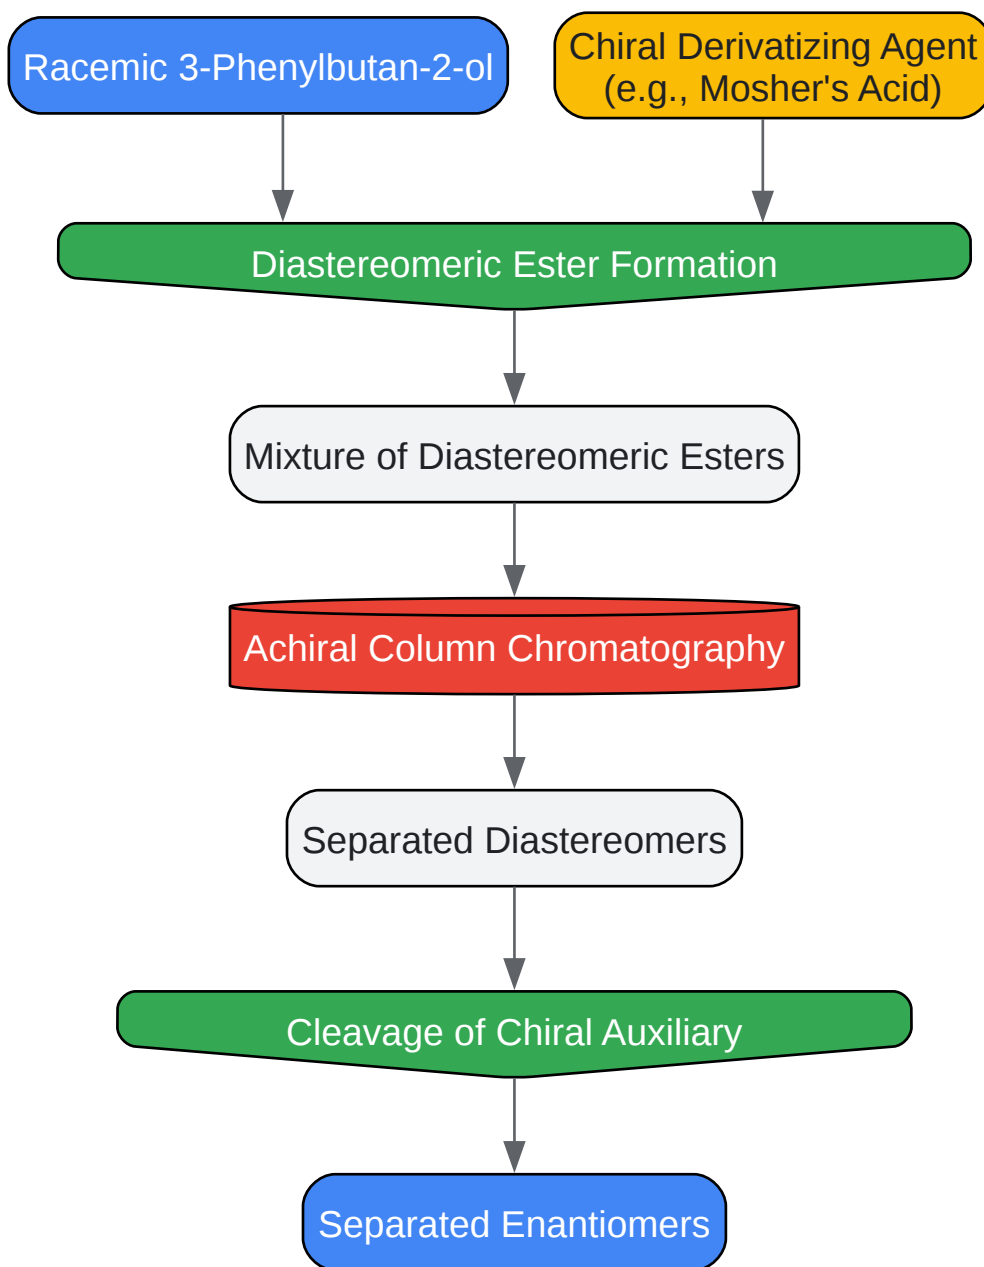 Racemic 3-Phenylbutan-2-ol
Chiral Derivatizing Agent
(e.g., Mosher's Acid)
Diastereomeric Ester Formation
Mixture of Diastereomeric Esters
Achiral Column Chromatography
Separated Diastereomers
Cleavage of Chiral Auxiliary
Separated Enantiomers